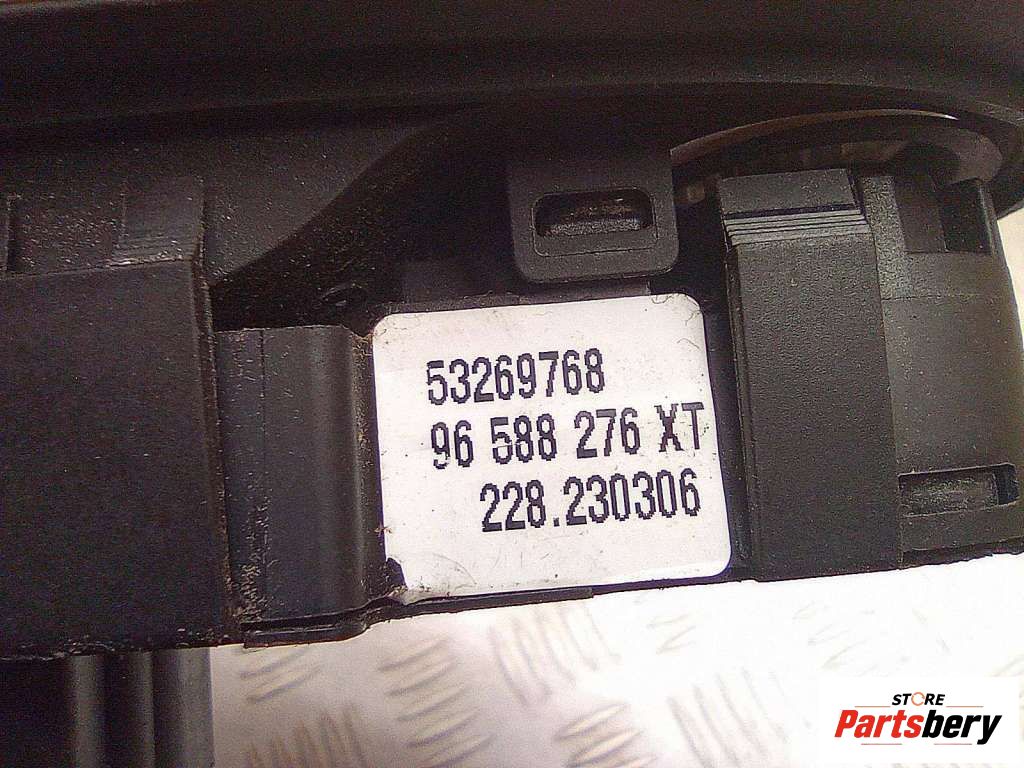 53269768
96 588 276 XT
228.230306
STORE
Partsbery